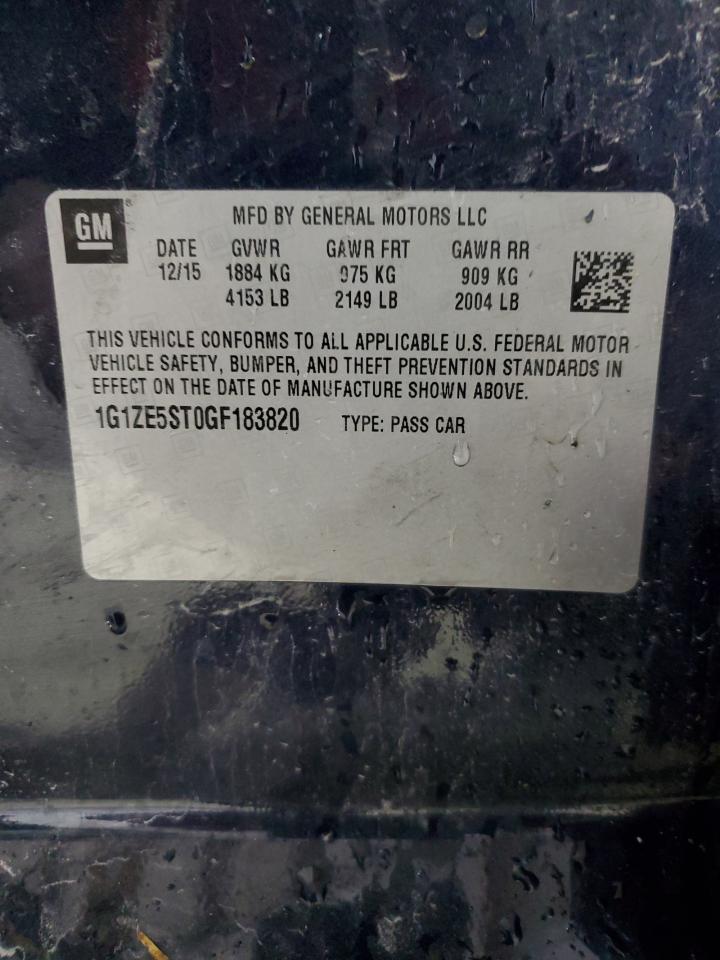 GM
MFD BY GENERAL MOTORS LLC
DATE GVWR GAWR FRT GAWR RR
12/15 1884 KG 975 KG 909 KG
4153 LB 2149 LB 2004 LB
THIS VEHICLE CONFORMS TO ALL APPLICABLE U.S. FEDERAL MOTOR
VEHICLE SAFETY, BUMPER, AND THEFT PREVENTION STANDARDS IN
EFFECT ON THE DATE OF MANUFACTURE SHOWN ABOVE.
1G1ZE5ST0GF183820 TYPE: PASS CAR